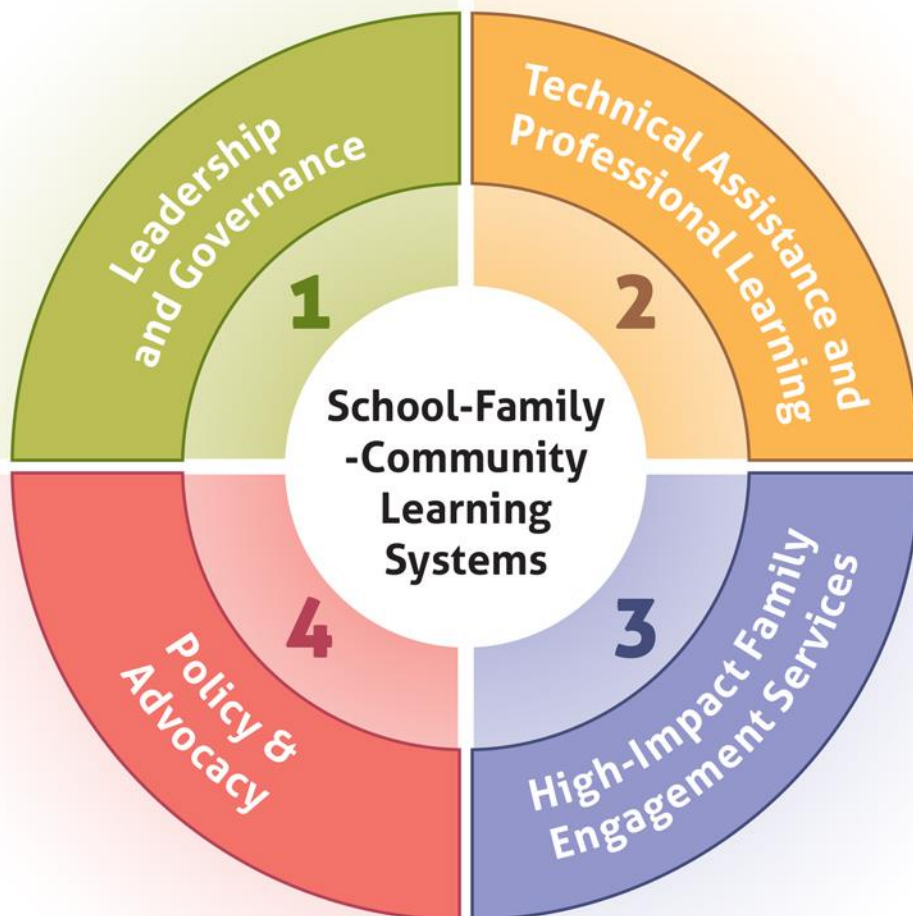 Leadership
and Governance
1
Technical Assistance and
Professional Learning
2
School-Family
-Community
Learning
Systems
High-Impact Family
Engagement Services
3
Policy &
Advocacy
4